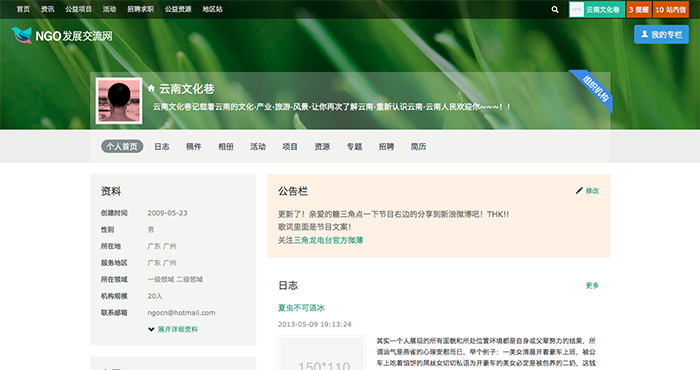 首页 资讯 公益项目 活动 招聘求职 公益资源 地区站
云南文化巷 3 提醒 10 站内信
NGO发展交流网
我的专栏
云南文化巷
组织机构
云南文化巷记载着云南的文化·产业·旅游·风景·让你再次了解云南·重新认识云南·云南人民欢迎你~~~！！
个人首页 日志 稿件 相册 活动 项目 资源 专题 招聘 简历
资料
创建时间 2009-05-23
性别 男
所在地 广东 广州
服务地区 广东 广州
所在领域 一级领域 二级领域
机构规模 20人
联系邮箱 ngocn@hotmail.com
展开详细资料
公告栏 修改
更新了！亲爱的糖三角点一下节目右边的分享到新浪微博吧！THK!!
歌词里面是节目文案!
关注三角龙电台官方微薄
日志 更多
夏虫不可语冰
2013-05-09 19:13:24
150*110
其实一个人展现的所有面貌和所处位置环境都是自身或父辈努力的结果，所
谓运气是燕雀的心理安慰而已，举个例子：一美女清晨开着豪车上班，被公
车上吃着馅饼的屌丝女切切私语为开豪车的美女必定是被包养的二奶，这钱